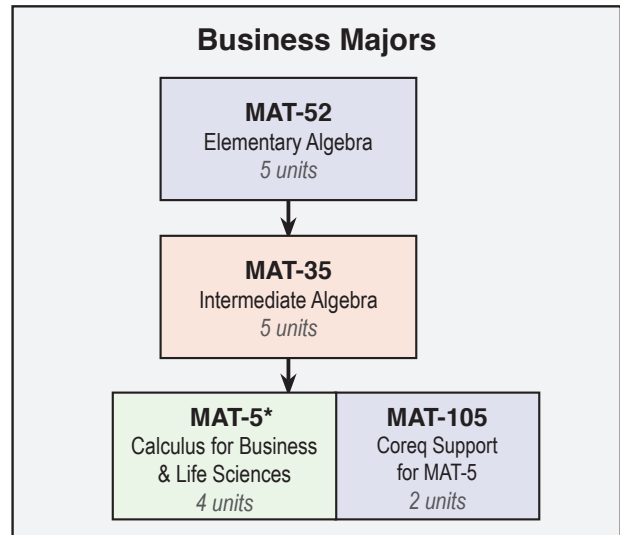 Business Majors
MAT-52
Elementary Algebra
5 units
MAT-35
Intermediate Algebra
5 units
MAT-5*
Calculus for Business
& Life Sciences
4 units
MAT-105
Coreq Support
for MAT-5
2 units